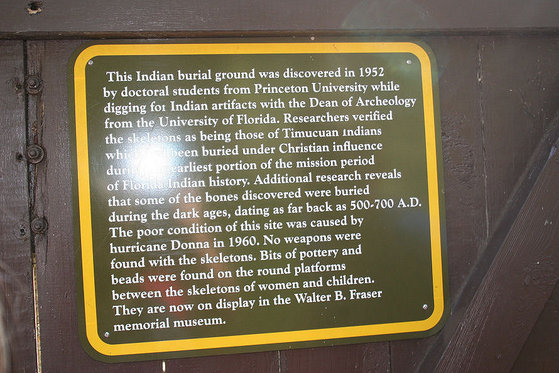 This Indian burial ground was discovered in 1952
by doctoral students from Princeton University while
digging fot Indian artifacts with the Dean of Archeology
from the University of Florida. Researchers verified
the skeletons as being those of Timucuan Indians
been buried under Christian influence
earliest portion of the mission period
of Florida Indian history. Additional research reveals
that some of the bones discovered were buried
during the dark ages, dating as far back as 500-700 A.D.
The poor condition of this site was caused by
hurricane Donna in 1960. No weapons were
found with the skeletons. Bits of pottery and
beads were found on the round platforms
between the skeletons of women and children.
They are now on display in the Walter B. Fraser
memorial museum.